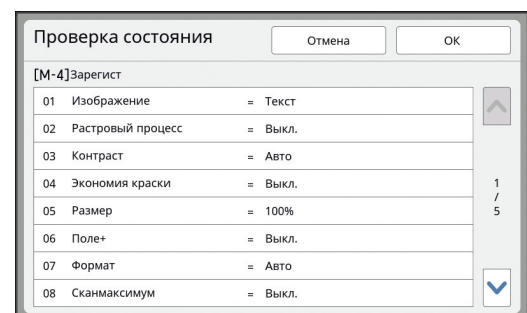 Проверка состояния Отмена ОК
[M-4]Зарегист
01 Изображение = Текст
02 Растровый процесс = Выкл.
03 Контраст = Авто
04 Экономия краски = Выкл.
05 Размер = 100%
06 Поле+ = Выкл.
07 Формат = Авто
08 Сканмаксимум = Выкл.
1
/
5